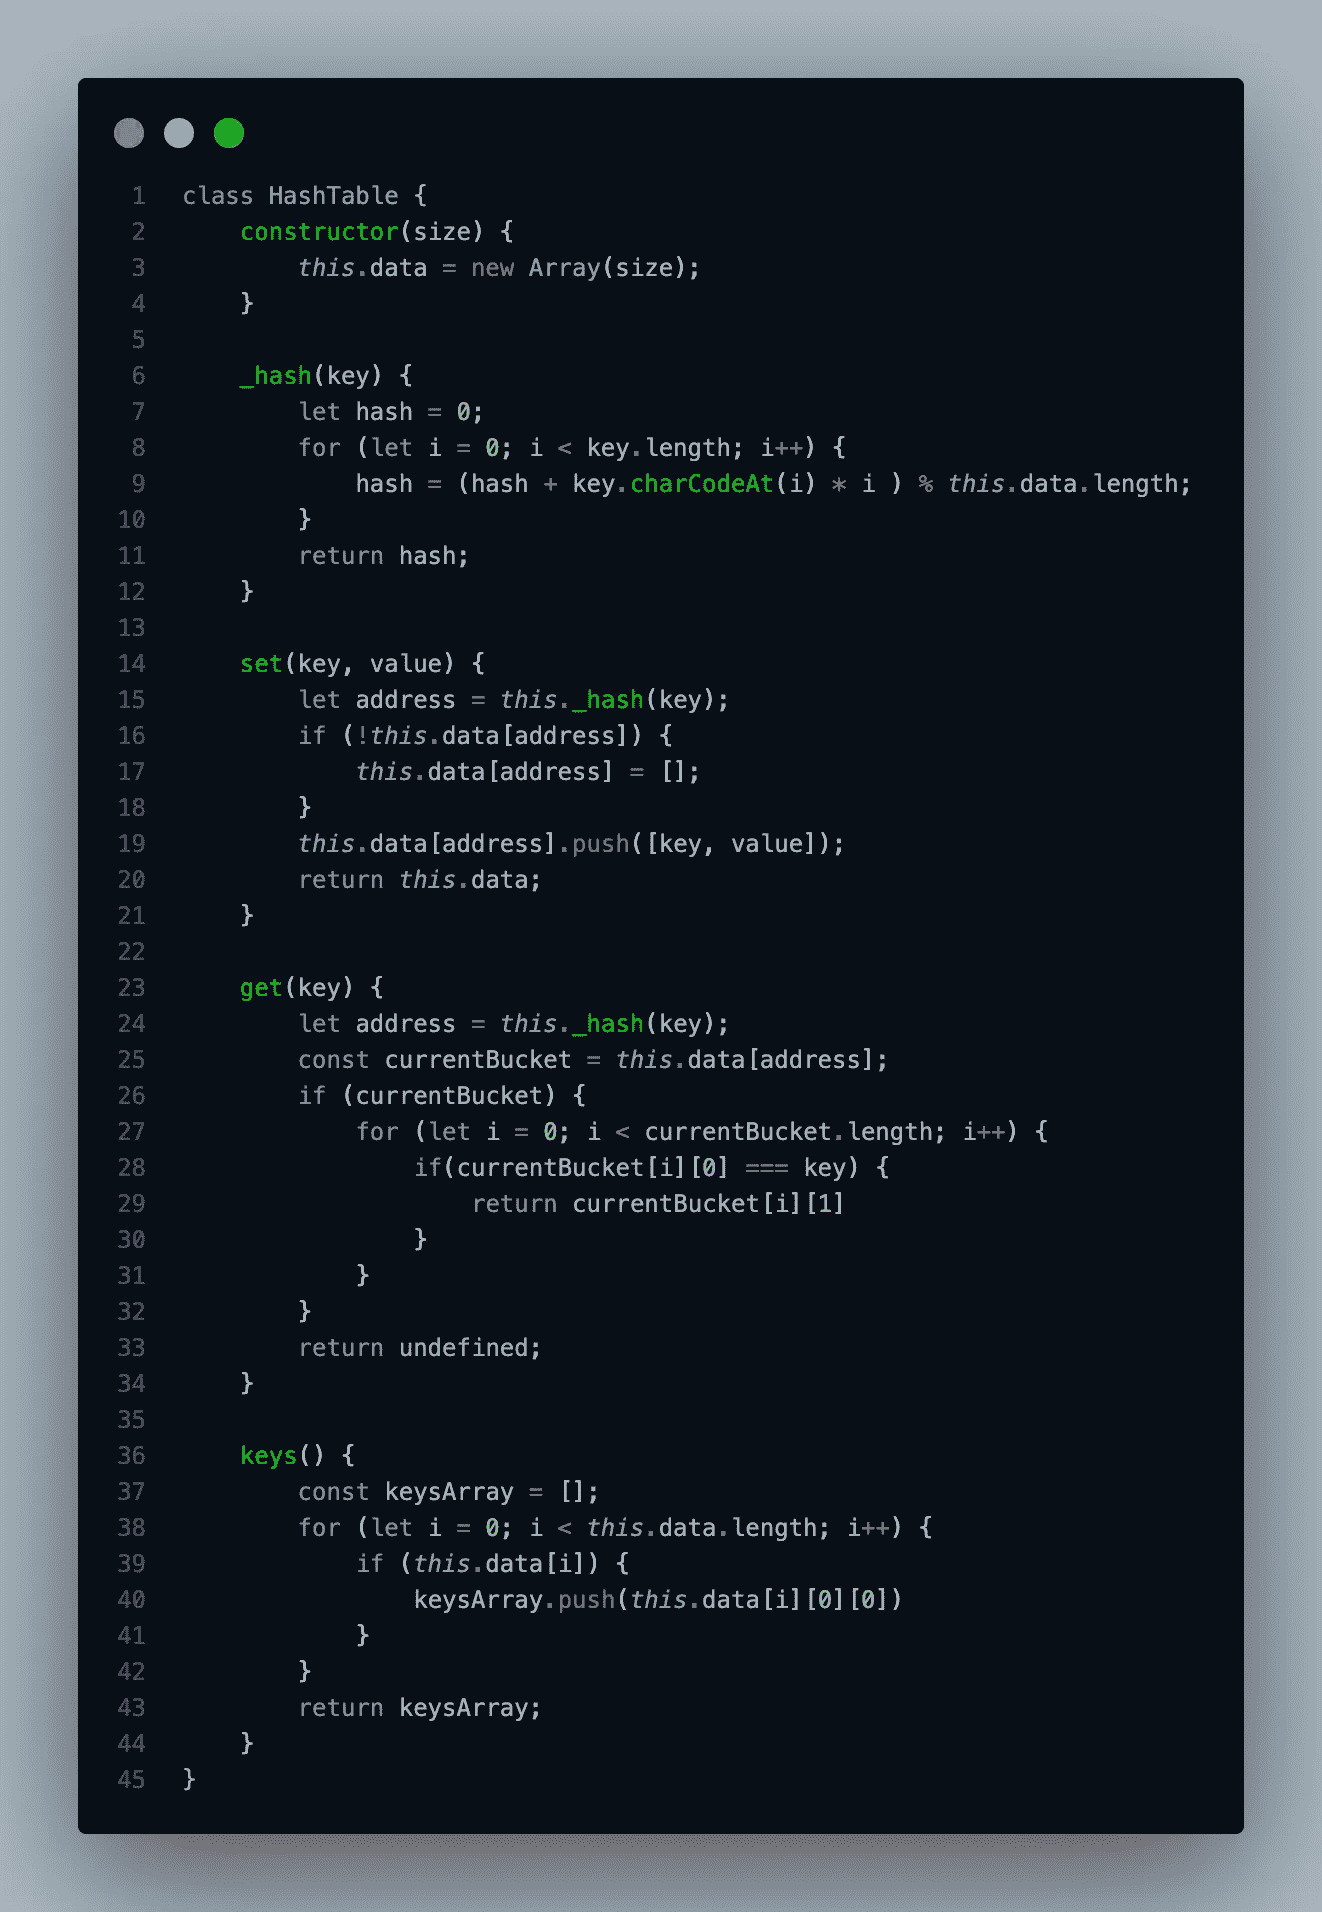 1 class HashTable {
2     constructor(size) {
3         this.data = new Array(size);
4     }
5
6     _hash(key) {
7         let hash = 0;
8         for (let i = 0; i < key.length; i++) {
9             hash = (hash + key.charCodeAt(i) * i ) % this.data.length;
10         }
11         return hash;
12     }
13
14     set(key, value) {
15         let address = this._hash(key);
16         if (!this.data[address]) {
17             this.data[address] = [];
18         }
19         this.data[address].push([key, value]);
20         return this.data;
21     }
22
23     get(key) {
24         let address = this._hash(key);
25         const currentBucket = this.data[address];
26         if (currentBucket) {
27             for (let i = 0; i < currentBucket.length; i++) {
28                 if(currentBucket[i][0] === key) {
29                     return currentBucket[i][1]
30                 }
31             }
32         }
33         return undefined;
34     }
35
36     keys() {
37         const keysArray = [];
38         for (let i = 0; i < this.data.length; i++) {
39             if (this.data[i]) {
40                 keysArray.push(this.data[i][0][0])
41             }
42         }
43         return keysArray;
44     }
45 }